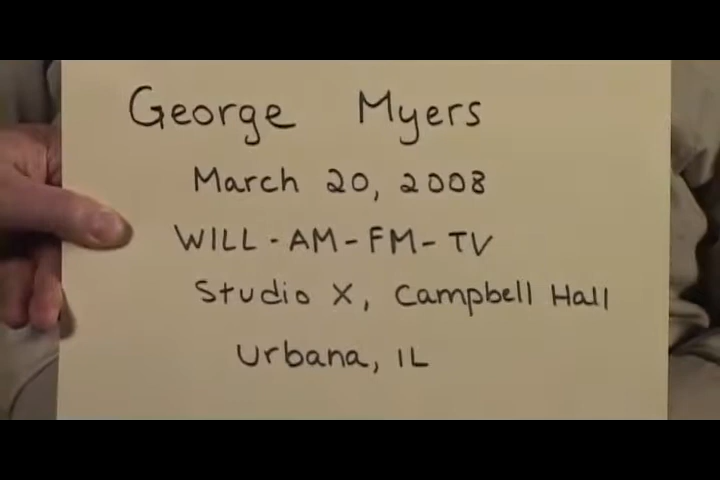 George Myers
March 20, 2008
WILL-AM-FM-TV
Studio X, Campbell Hall
Urbana, IL